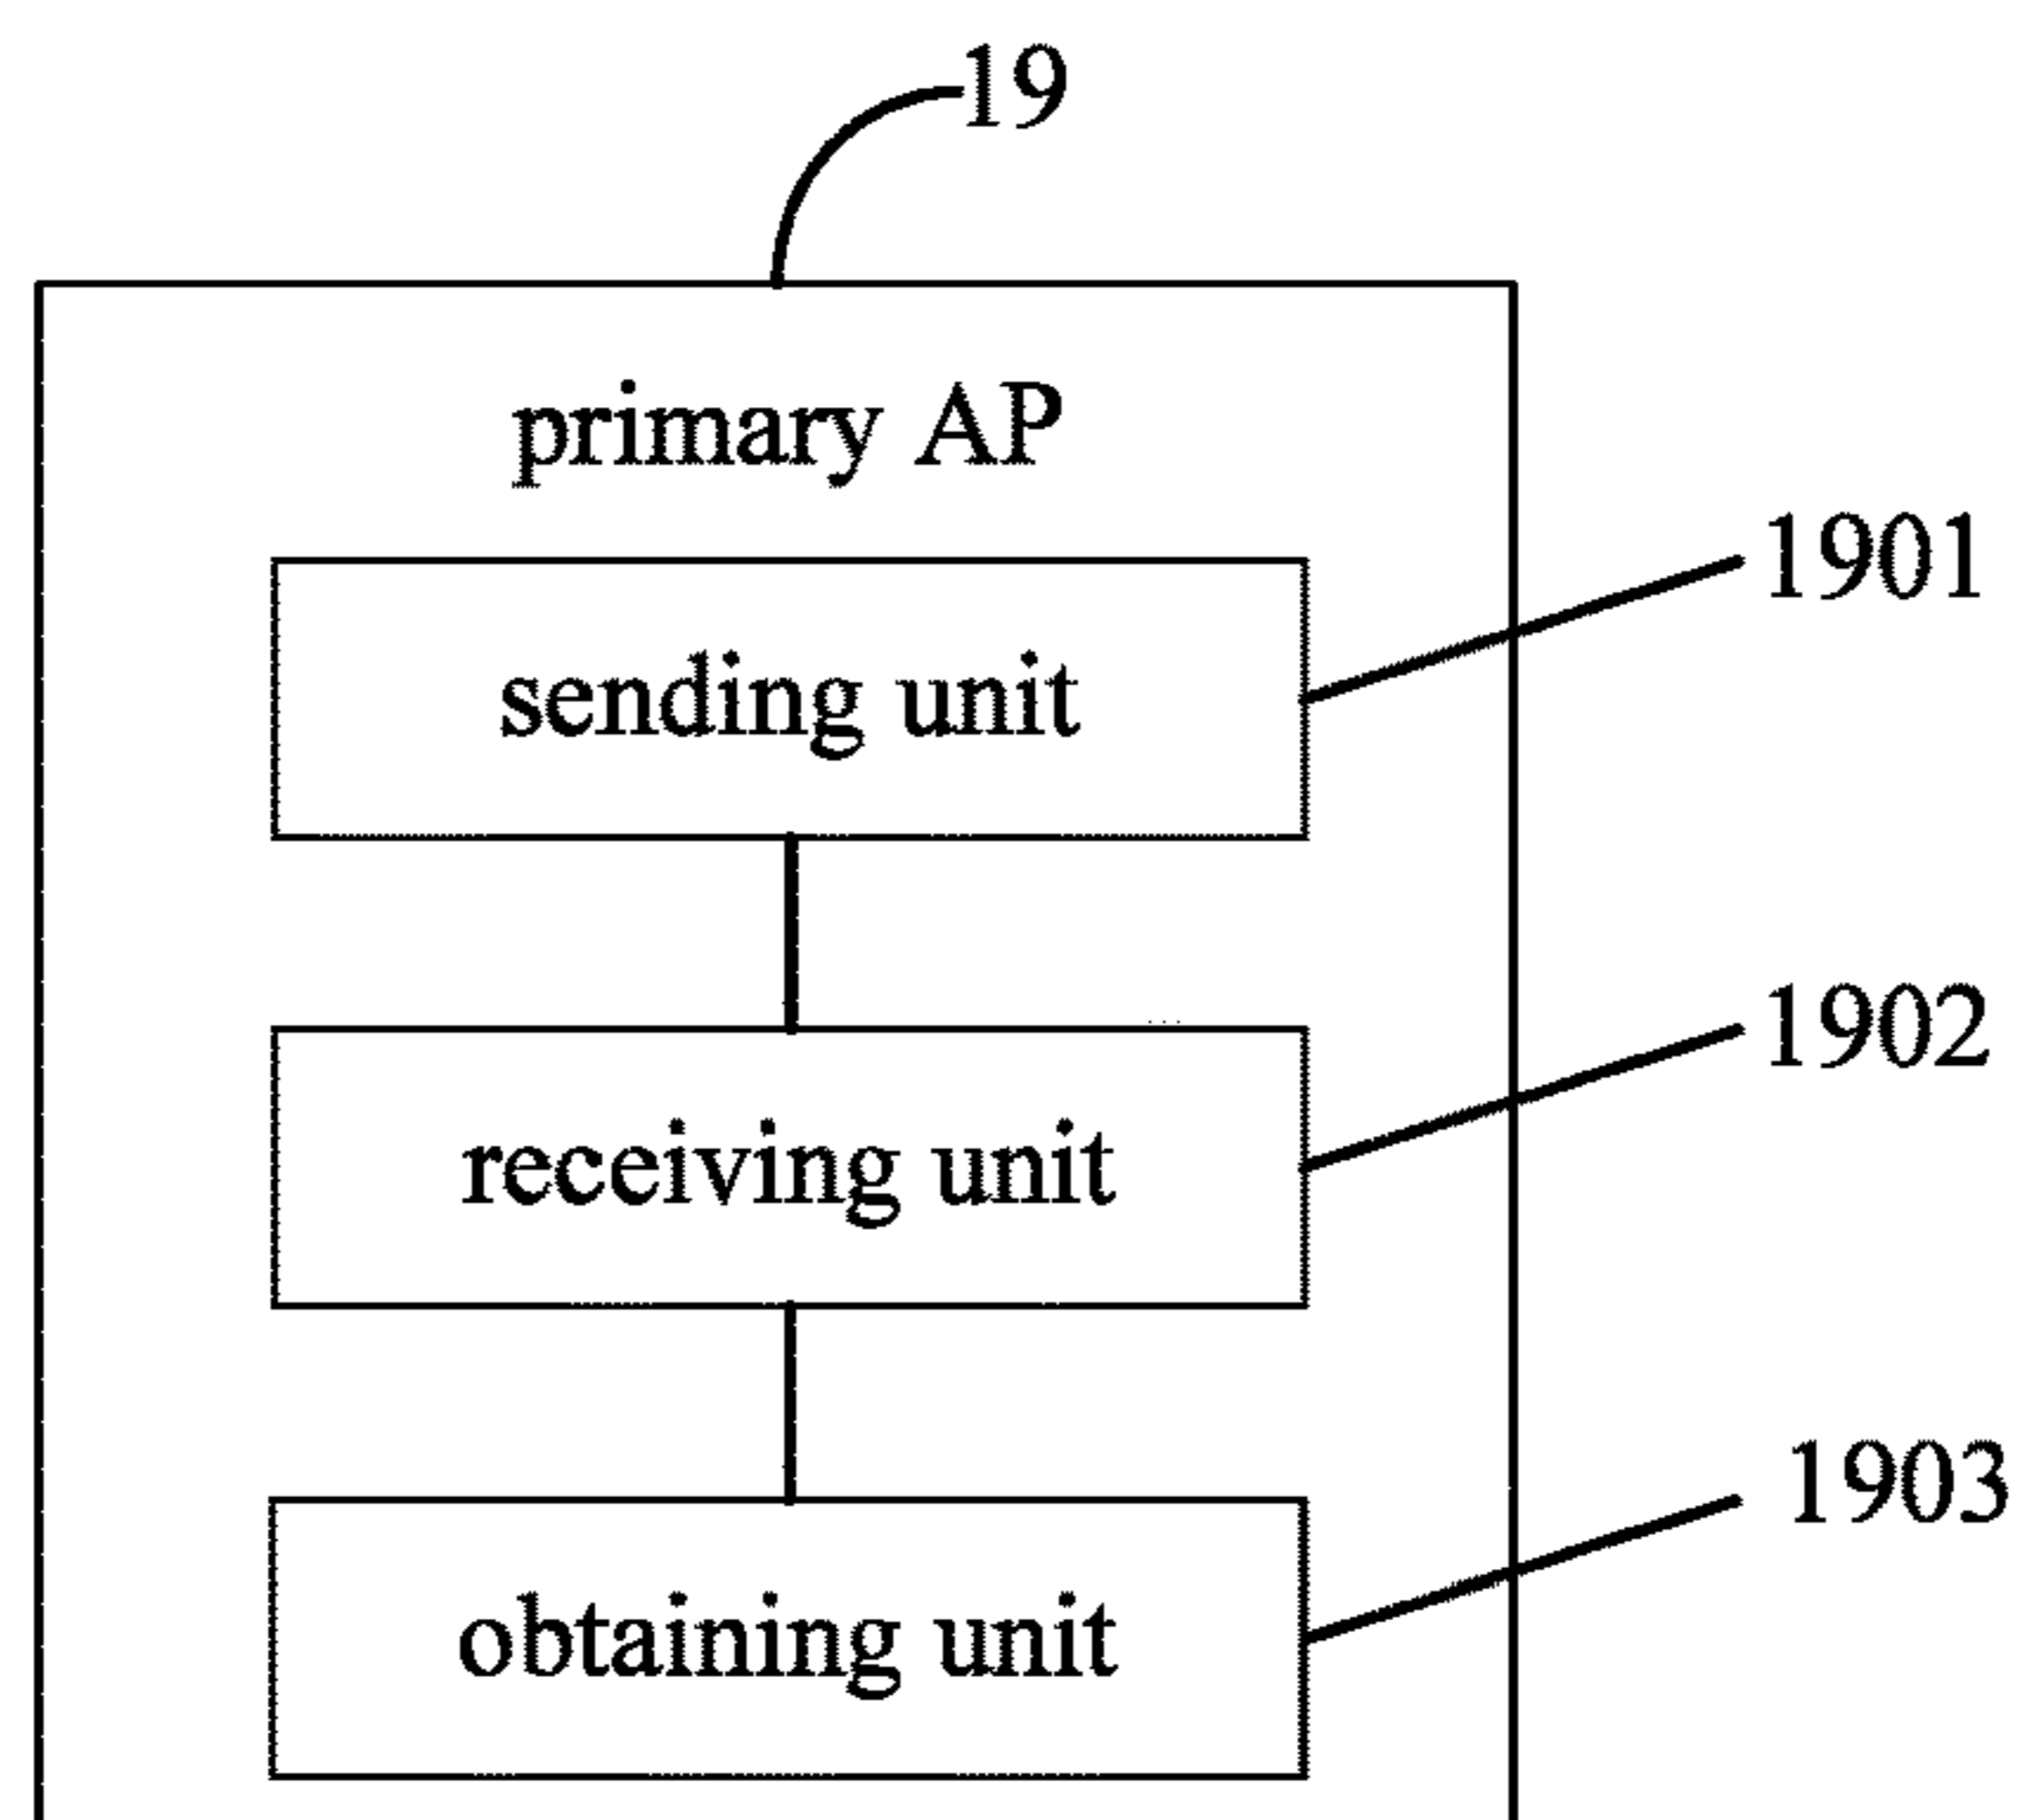 19
primary AP
1901
sending unit
1902
receiving unit
1903
obtaining unit